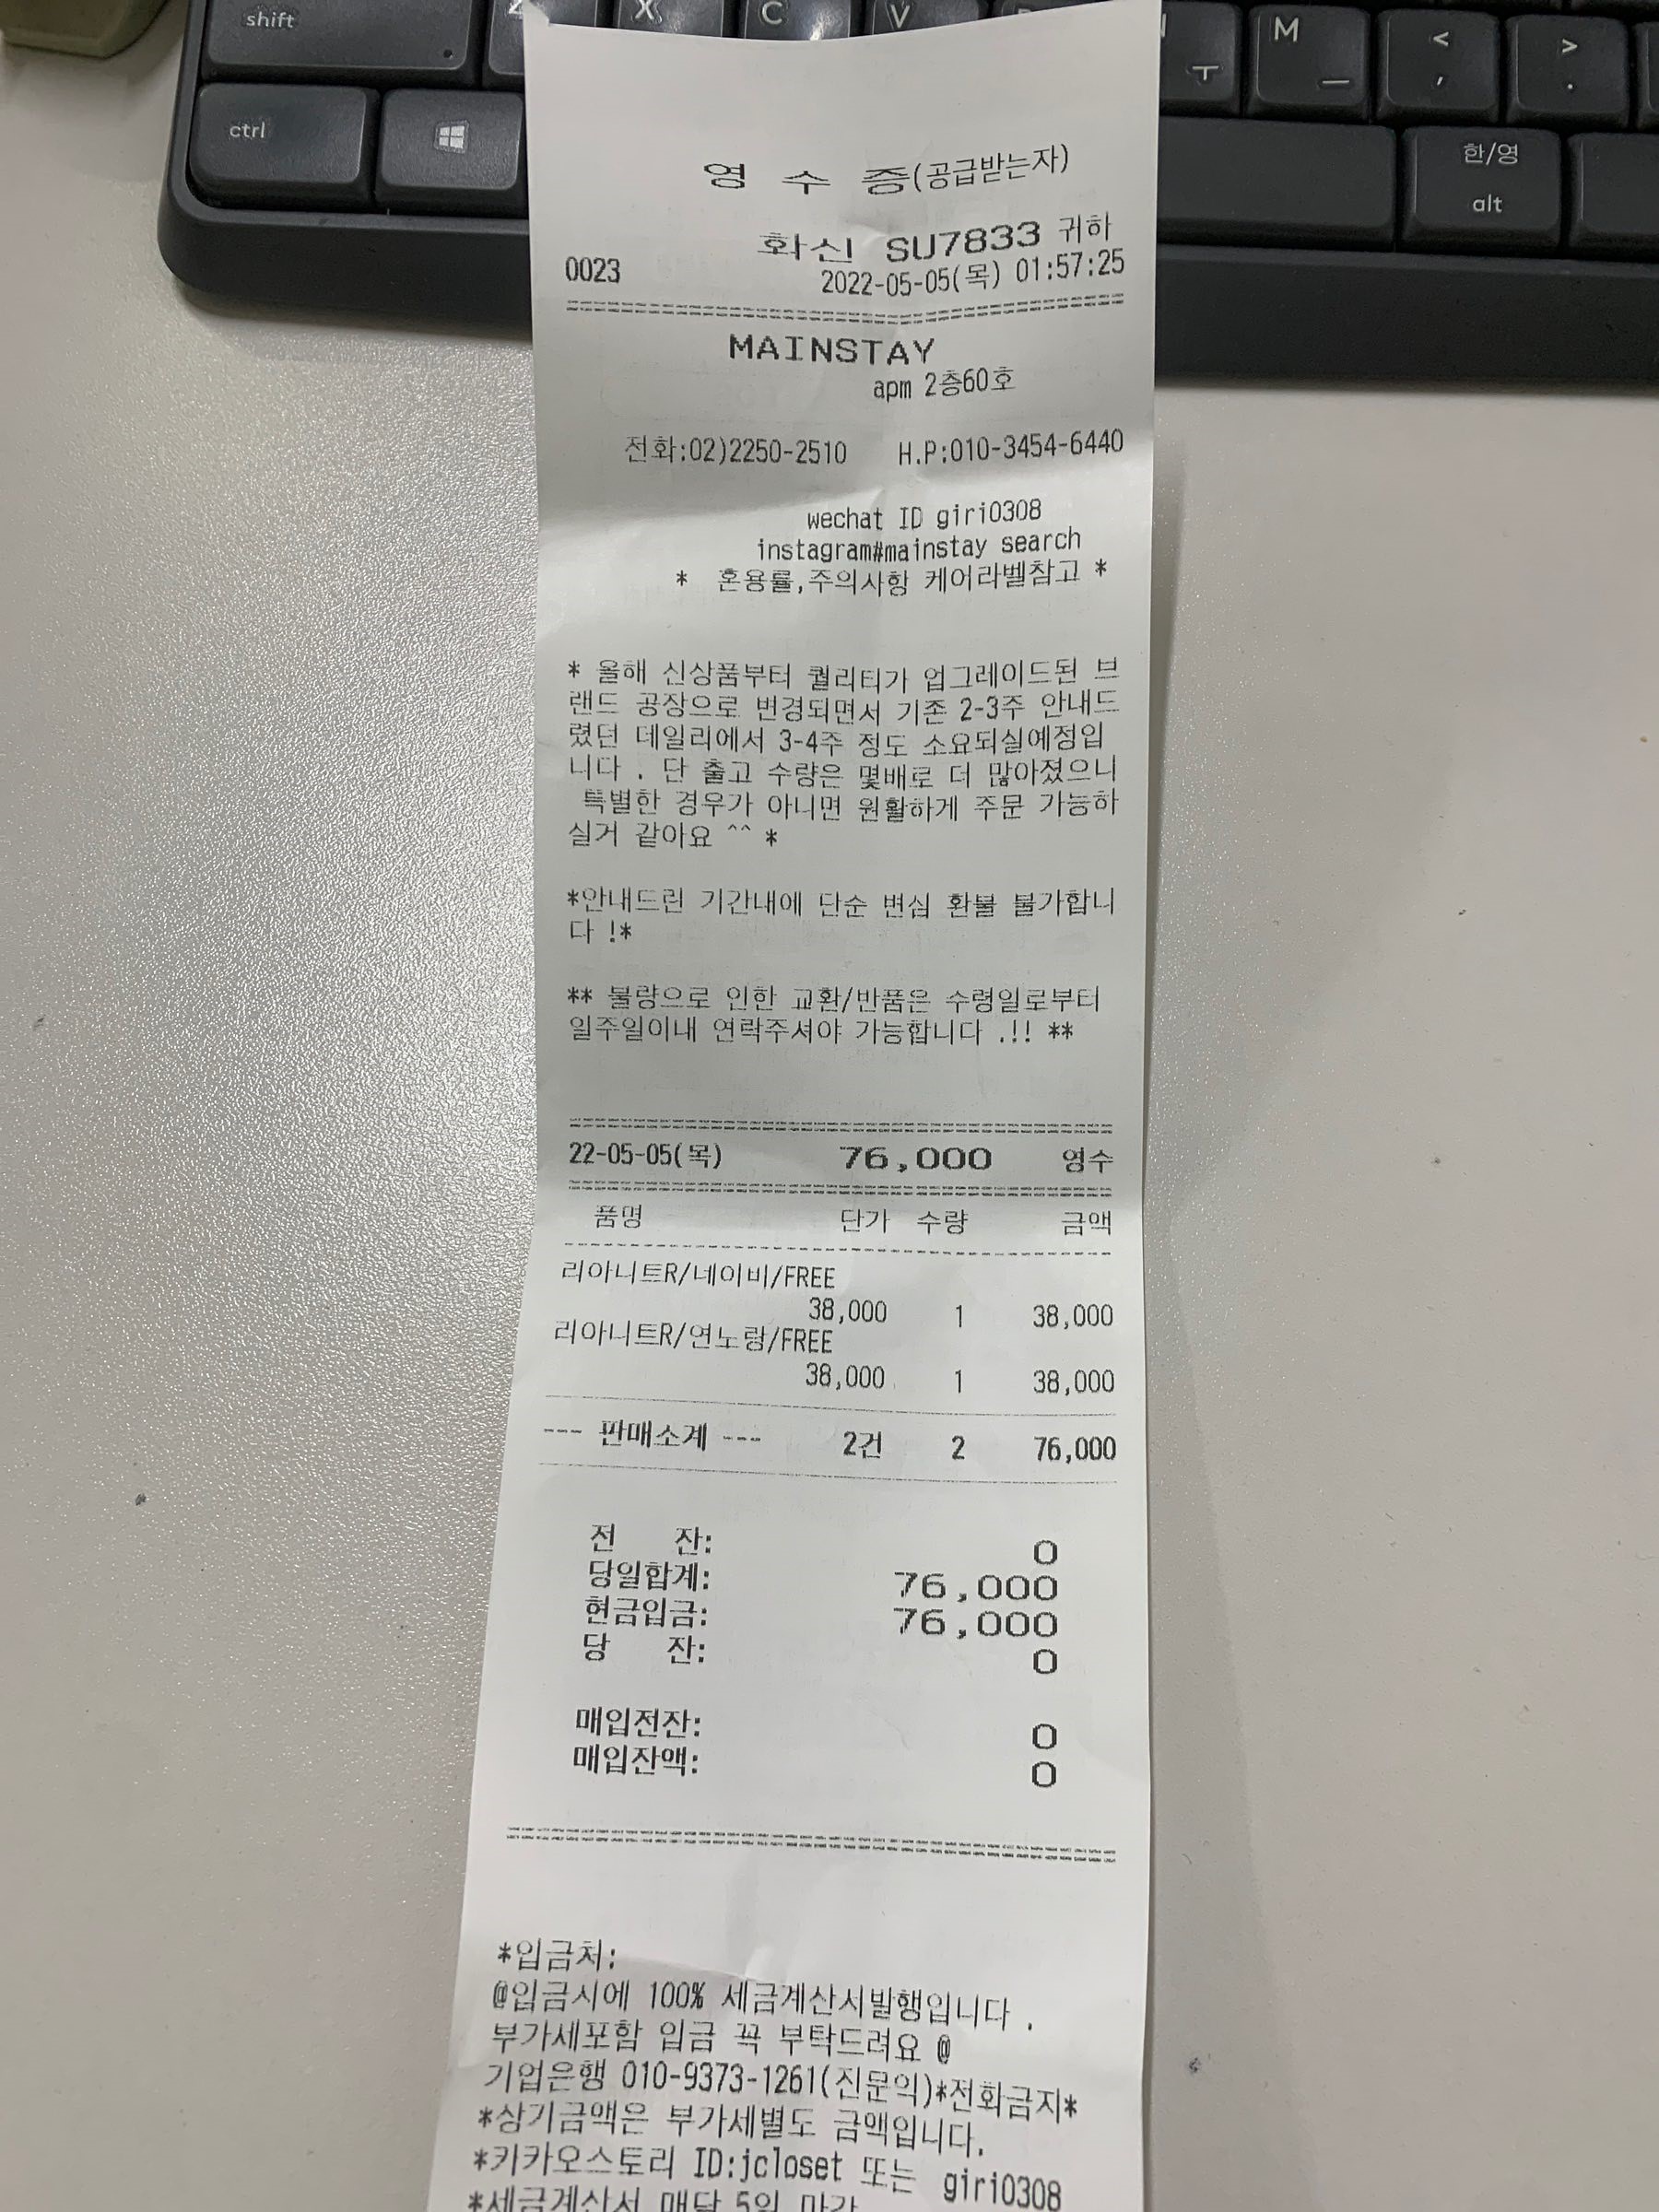 shift
Z X C V
N ㅜ
M ㅡ
< ,
> .
ctrl
한/영
alt
영 수 증(공급받는자)
화신 SU7833 귀하
0023 2022-05-05(목) 01:57:25
MAINSTAY
apm 2층60호
전화:02)2250-2510 H.P:010-3454-6440
wechat ID giri0308
instagram#mainstay search
* 혼용률,주의사항 케어라벨참고 *
* 올해 신상품부터 퀄리티가 업그레이드된 브
랜드 공장으로 변경되면서 기존 2-3주 안내드
렸던 데일리에서 3-4주 정도 소요되실예정입
니다 . 단 출고 수량은 몇배로 더 많아졌으니
특별한 경우가 아니면 원활하게 주문 가능하
실거 같아요 ^^ *
*안내드린 기간내에 단순 변심 환불 불가합니
다 !*
** 불량으로 인한 교환/반품은 수령일로부터
일주일이내 연락주셔야 가능합니다 .!! **
22-05-05(목) 76,000 영수
품명 단가 수량 금액
리아니트R/네이비/FREE
38,000 1 38,000
리아니트R/연노랑/FREE
38,000 1 38,000
--- 판매소계 --- 2건 2 76,000
전 잔: 0
당일합계: 76,000
현금입금: 76,000
당 잔: 0
매입전잔: 0
매입잔액: 0
*입금처:
@입금시에 100% 세금계산서발행입니다 .
부가세포함 입금 꼭 부탁드려요 @
기업은행 010-9373-1261(진문익)*전화금지*
*상기금액은 부가세별도 금액입니다.
*키카오스토리 ID:jcloset 또는 giri0308
*세금계산서 매달 5일 마감